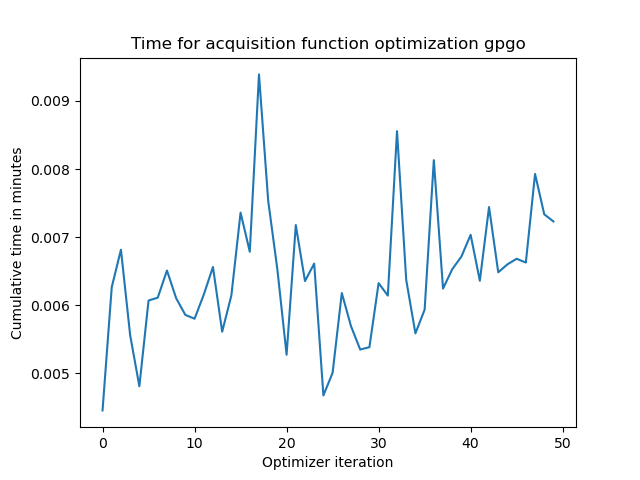 Time for acquisition function optimization gpgo
Cumulative time in minutes
0.009
0.008
0.007
0.006
0.005
0 10 20 30 40 50
Optimizer iteration